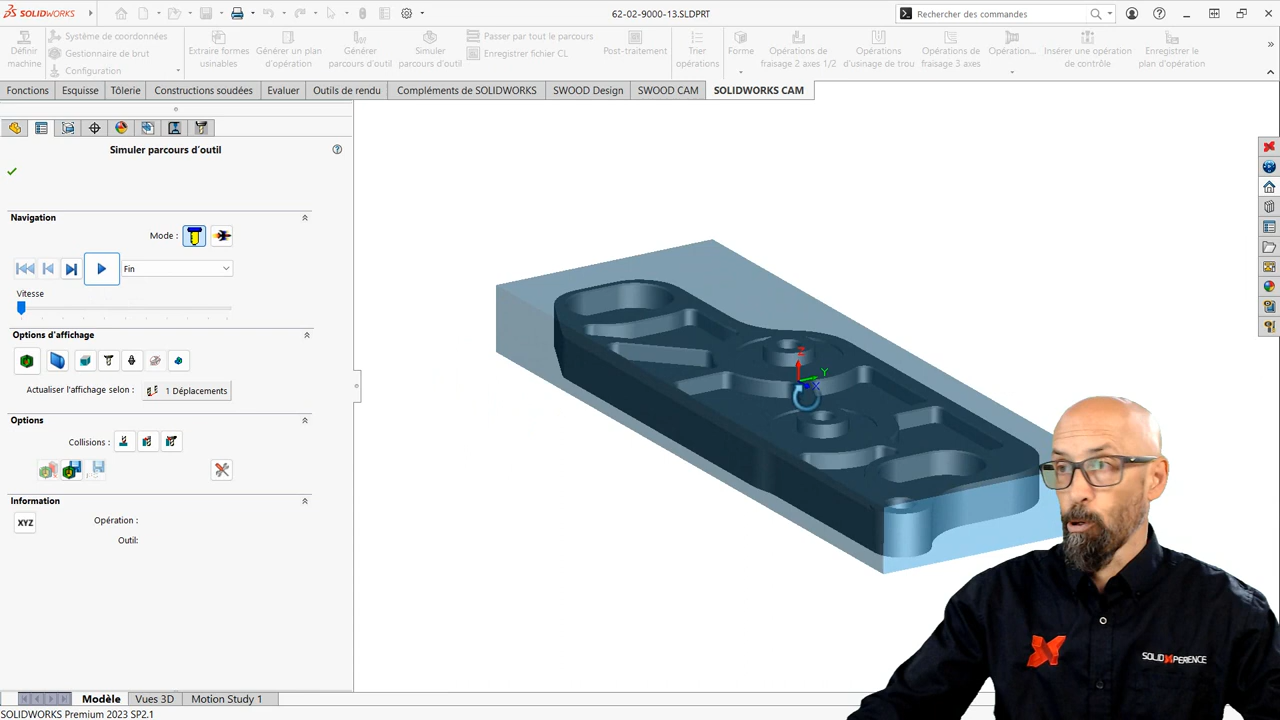 SOLIDWORKS
62-02-9000-13.SLDPRT
Rechercher des commandes
Définir machine
Système de coordonnées
Gestionnaire de brut
Configuration
Extraire formes usinables
Générer un plan d'opération
Générer parcours d'outil
Simuler parcours d'outil
Passer par tout le parcours
Enregistrer fichier CL
Post-traitement
Trier opérations
Forme
Opérations de fraisage 2 axes 1/2
Opérations d'usinage de trou
Opérations de fraisage 3 axes
Opération...
Insérer une opération de contrôle
Enregistrer le plan d'opération
Fonctions
Esquisse
Tôlerie
Constructions soudées
Evaluer
Outils de rendu
Compléments de SOLIDWORKS
SWOOD Design
SWOOD CAM
SOLIDWORKS CAM
Simuler parcours d'outil
Navigation
Mode :
Fin
Vitesse
Options d'affichage
Actualiser l'affichage selon :
1 Déplacements
Options
Collisions :
Information
XYZ
Opération :
Outil:
Z
Y
X
SOLIDXPERIENCE
Modèle
Vues 3D
Motion Study 1
SOLIDWORKS Premium 2023 SP2.1